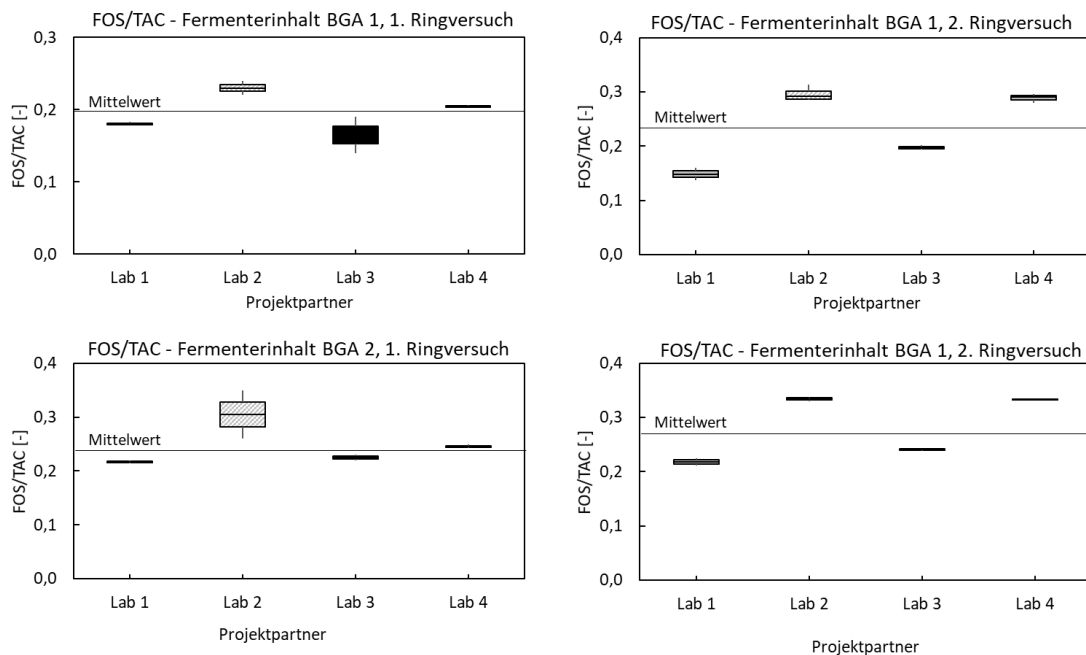 FOS/TAC - Fermenterinhalt BGA 1, 1. Ringversuch
0,3
0,2
0,1
0,0
FOS/TAC [-]
Mittelwert
Lab 1 Lab 2 Lab 3 Lab 4
Projektpartner
FOS/TAC - Fermenterinhalt BGA 1, 2. Ringversuch
0,4
0,3
0,2
0,1
0,0
FOS/TAC [-]
Mittelwert
Lab 1 Lab 2 Lab 3 Lab 4
Projektpartner
FOS/TAC - Fermenterinhalt BGA 2, 1. Ringversuch
0,4
0,3
0,2
0,1
0,0
FOS/TAC [-]
Mittelwert
Lab 1 Lab 2 Lab 3 Lab 4
Projektpartner
FOS/TAC - Fermenterinhalt BGA 1, 2. Ringversuch
0,4
0,3
0,2
0,1
0,0
FOS/TAC [-]
Mittelwert
Lab 1 Lab 2 Lab 3 Lab 4
Projektpartner